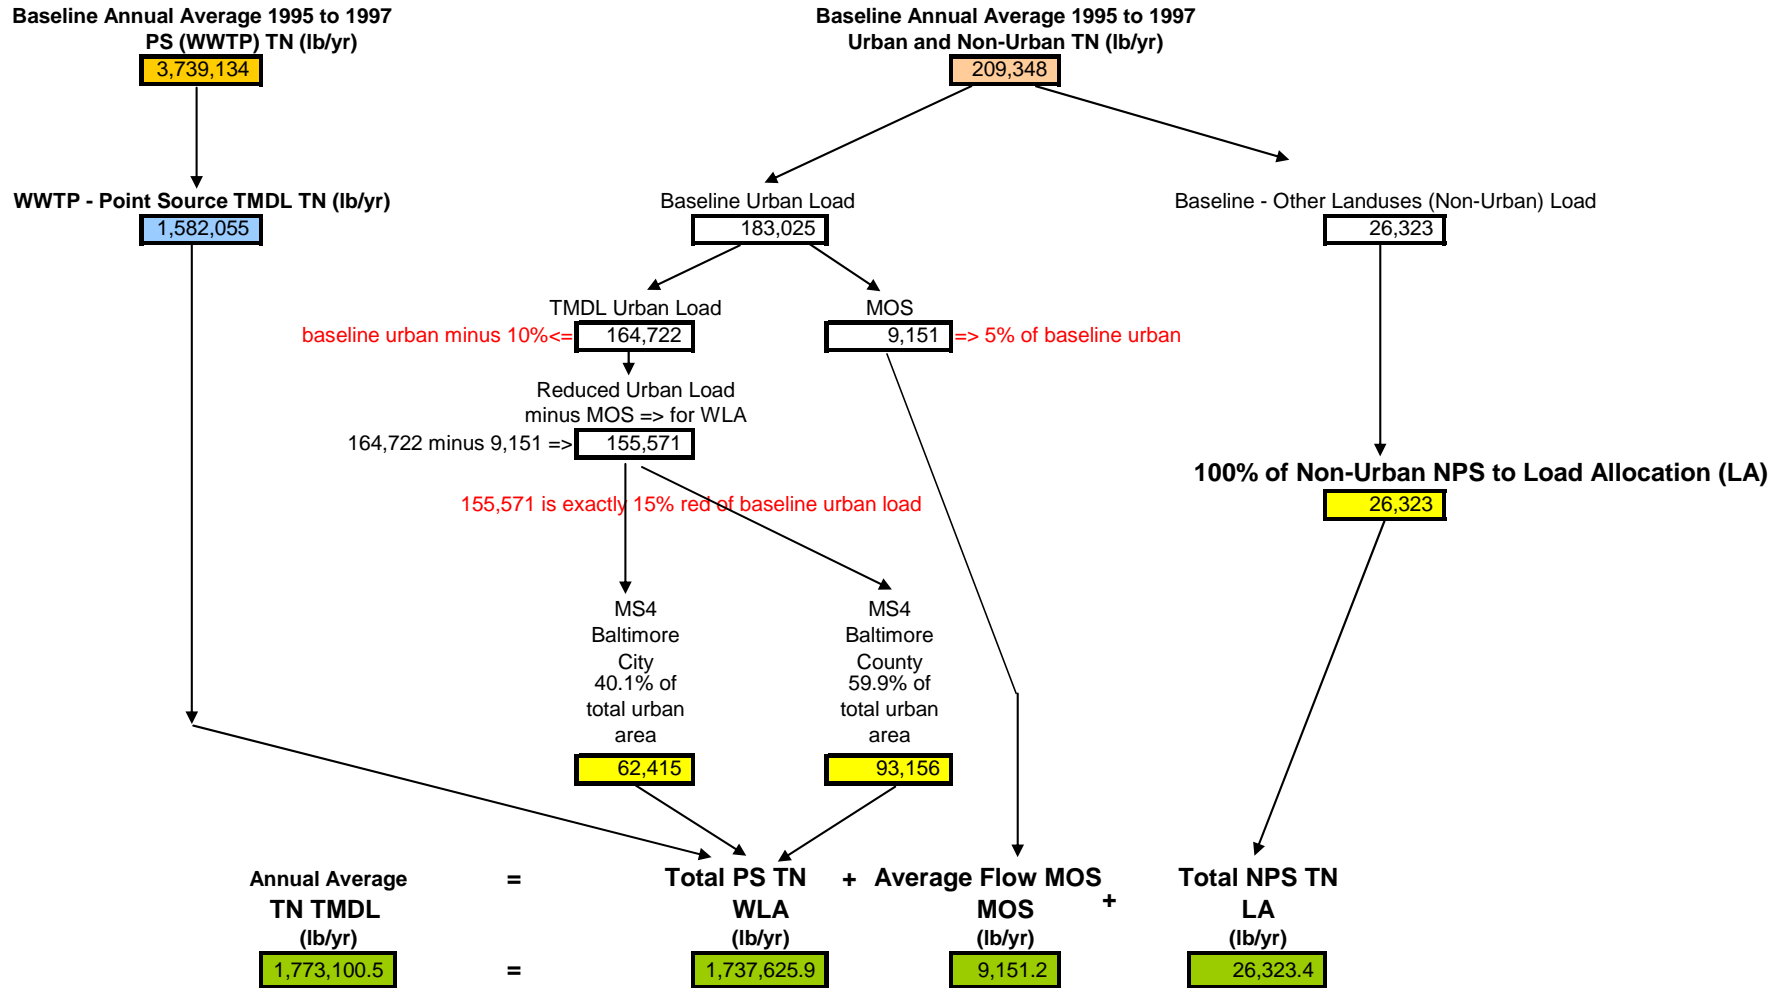 Baseline Annual Average 1995 to 1997
PS (WWTP) TN (lb/yr)
3,739,134
Baseline Annual Average 1995 to 1997
Urban and Non-Urban TN (lb/yr)
209,348
WWTP - Point Source TMDL TN (lb/yr)
1,582,055
Baseline Urban Load
183,025
Baseline - Other Landuses (Non-Urban) Load
26,323
TMDL Urban Load
baseline urban minus 10%<= 164,722
MOS
9,151 => 5% of baseline urban
Reduced Urban Load
minus MOS => for WLA
164,722 minus 9,151 => 155,571
100% of Non-Urban NPS to Load Allocation (LA)
26,323
155,571 is exactly 15% red of baseline urban load
MS4
Baltimore
City
40.1% of
total urban
area
62,415
MS4
Baltimore
County
59.9% of
total urban
area
93,156
Annual Average
TN TMDL
(lb/yr)
1,773,100.5
=
=
Total PS TN
WLA
(lb/yr)
1,737,625.9
+
Average Flow MOS
MOS
(lb/yr)
9,151.2
+
Total NPS TN
LA
(lb/yr)
26,323.4